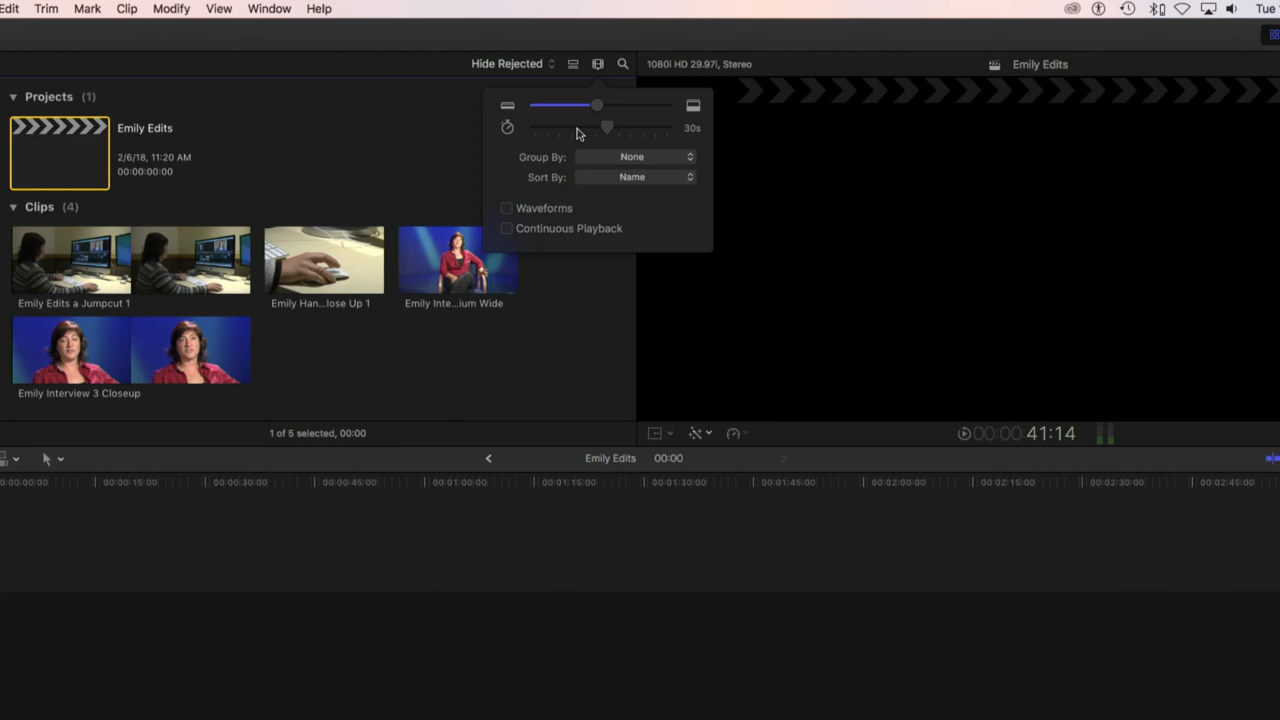 Edit Trim Mark Clip Modify View Window Help Tue
Hide Rejected 1080i HD 29.97i, Stereo Emily Edits
Projects (1)
Emily Edits
2/6/18, 11:20 AM
00:00:00:00
30s
Group By: None
Sort By: Name
Waveforms
Continuous Playback
Clips (4)
Emily Edits a Jumpcut 1 Emily Han...lose Up 1 Emily Inte...ium Wide
Emily Interview 3 Closeup
1 of 5 selected, 00:00 00:00:00:41:14
Emily Edits 00:00
0:00:00:00 00:00:15:00 00:00:30:00 00:00:45:00 00:01:00:00 00:01:15:00 00:01:30:00 00:01:45:00 00:02:00:00 00:02:15:00 00:02:30:00 00:02:45:00